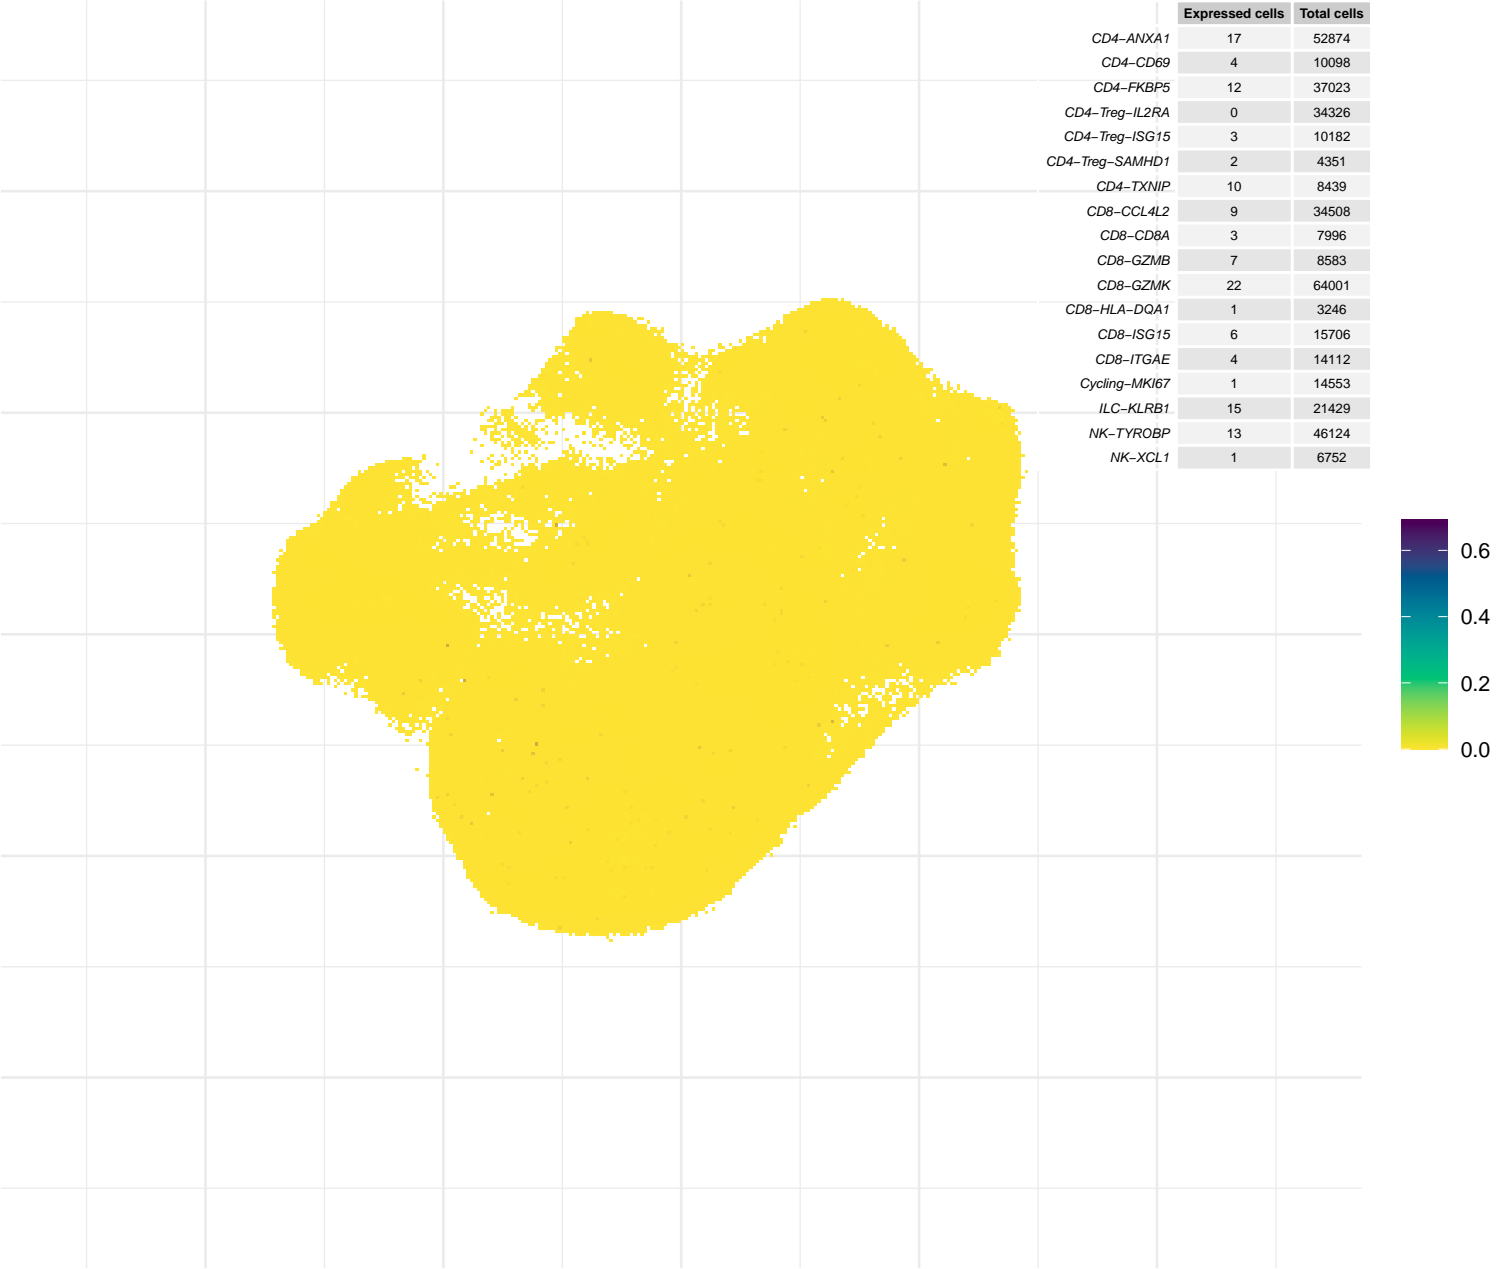 Expressed cells Total cells
CD4−ANXA1 17 52874
CD4−CD69 4 10098
CD4−FKBP5 12 37023
CD4−Treg−IL2RA 0 34326
CD4−Treg−ISG15 3 10182
CD4−Treg−SAMHD1 2 4351
CD4−TXNIP 10 8439
CD8−CCL4L2 9 34508
CD8−CD8A 3 7996
CD8−GZMB 7 8583
CD8−GZMK 22 64001
CD8−HLA−DQA1 1 3246
CD8−ISG15 6 15706
CD8−ITGAE 4 14112
Cycling−MKI67 1 14553
ILC−KLRB1 15 21429
NK−TYROBP 13 46124
NK−XCL1 1 6752
0.6
0.4
0.2
0.0